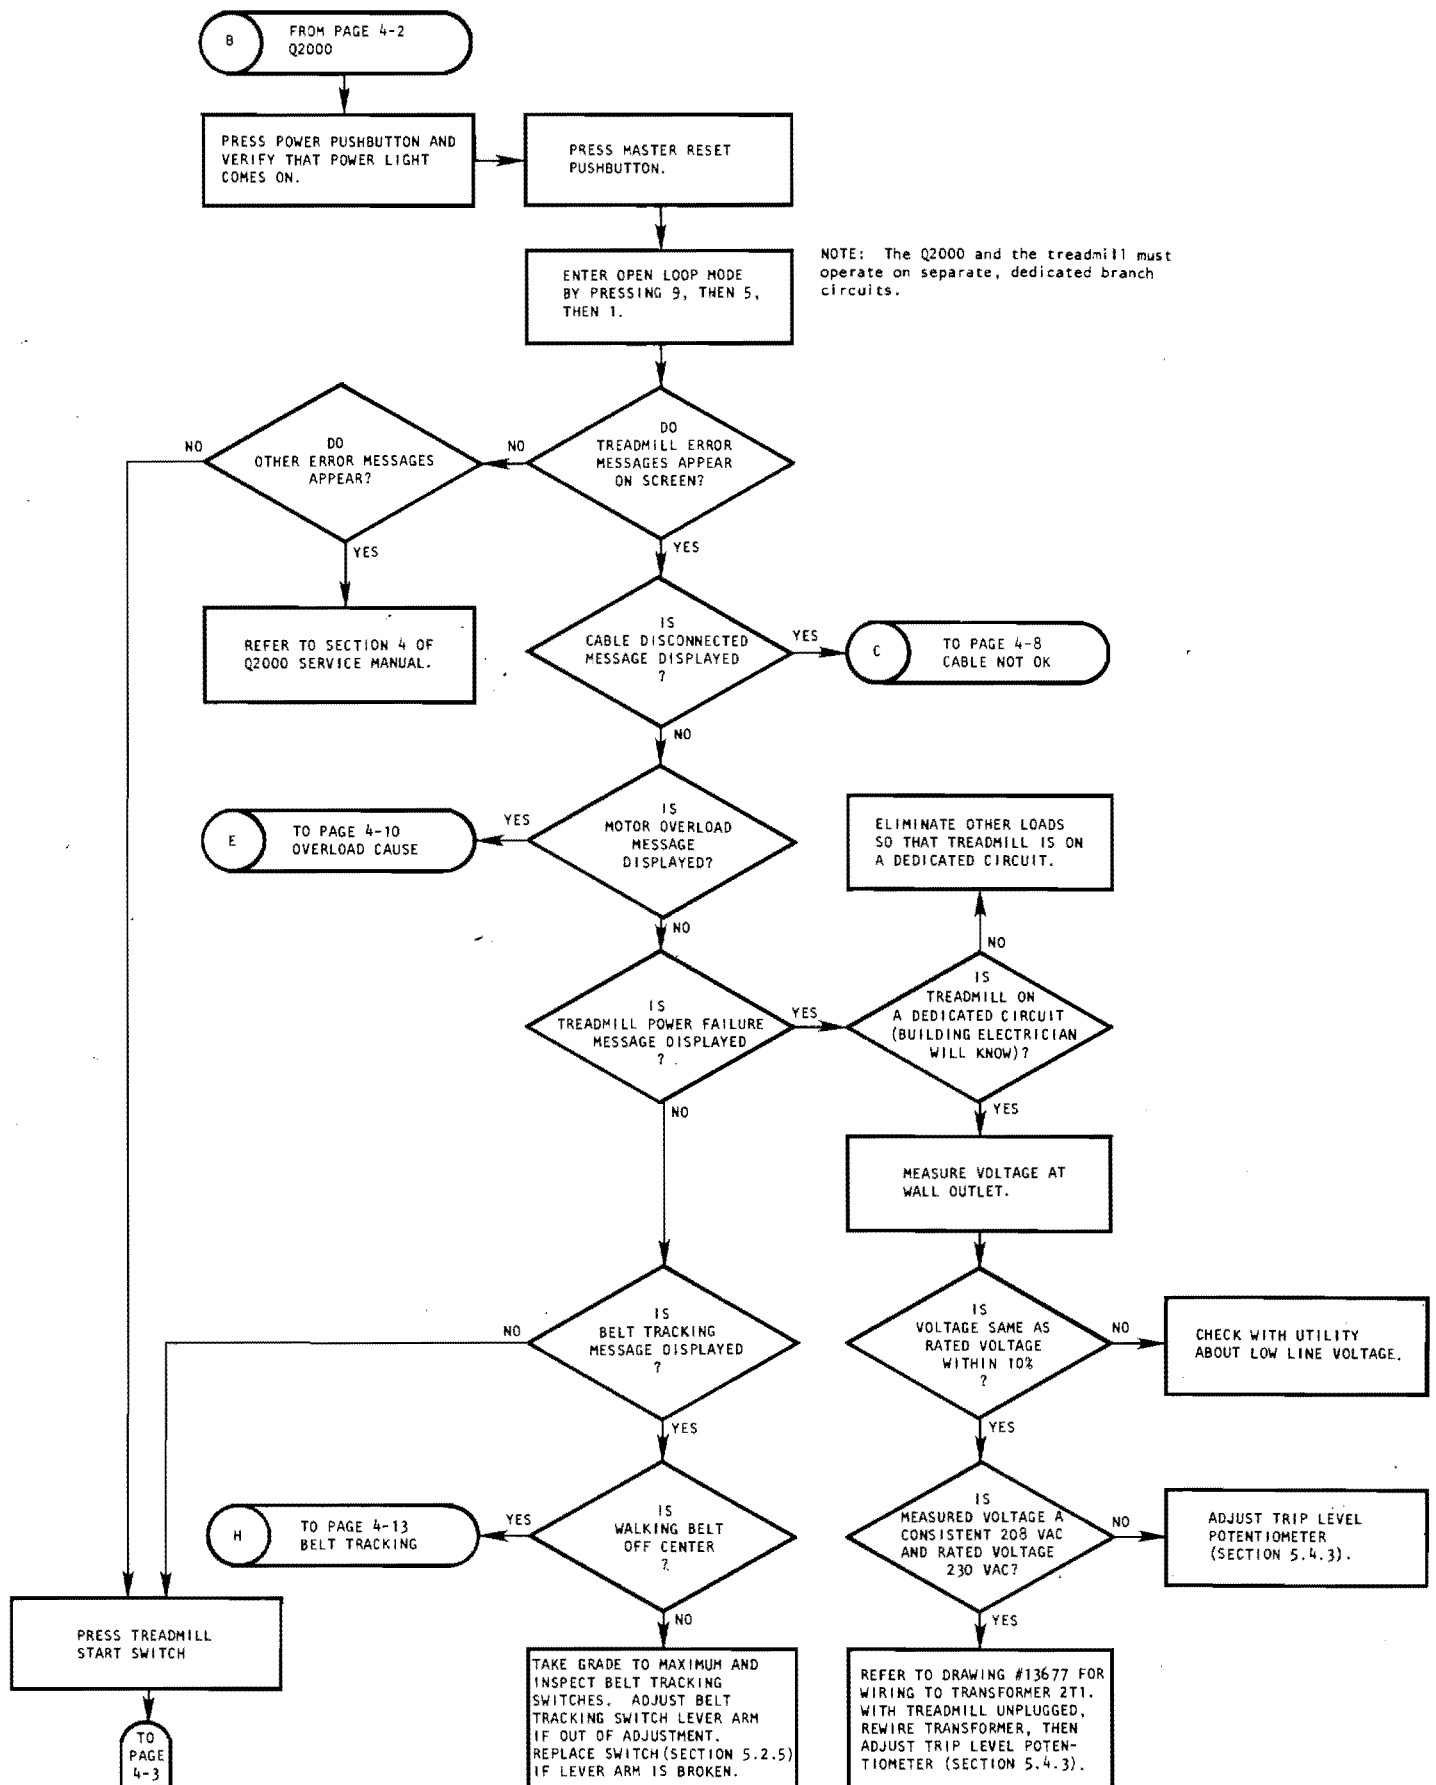 B
FROM PAGE 4-2
Q2000
PRESS POWER PUSHBUTTON AND
VERIFY THAT POWER LIGHT
COMES ON.
PRESS MASTER RESET
PUSHBUTTON.
ENTER OPEN LOOP MODE
BY PRESSING 9, THEN 5,
THEN 1.
NOTE: The Q2000 and the treadmill must
operate on separate, dedicated branch
circuits.
DO
TREADMILL ERROR
MESSAGES APPEAR
ON SCREEN?
NO
DO
OTHER ERROR MESSAGES
APPEAR?
NO
YES
REFER TO SECTION 4 OF
Q2000 SERVICE MANUAL.
YES
IS
CABLE DISCONNECTED
MESSAGE DISPLAYED
?
YES
C
TO PAGE 4-8
CABLE NOT OK
NO
IS
MOTOR OVERLOAD
MESSAGE
DISPLAYED?
YES
E
TO PAGE 4-10
OVERLOAD CAUSE
NO
IS
TREADMILL POWER FAILURE
MESSAGE DISPLAYED
?
YES
IS
TREADMILL ON
A DEDICATED CIRCUIT
(BUILDING ELECTRICIAN
WILL KNOW)?
NO
ELIMINATE OTHER LOADS
SO THAT TREADMILL IS ON
A DEDICATED CIRCUIT.
YES
MEASURE VOLTAGE AT
WALL OUTLET.
IS
VOLTAGE SAME AS
RATED VOLTAGE
WITHIN 10%
?
NO
CHECK WITH UTILITY
ABOUT LOW LINE VOLTAGE.
YES
IS
MEASURED VOLTAGE A
CONSISTENT 208 VAC
AND RATED VOLTAGE
230 VAC?
NO
ADJUST TRIP LEVEL
POTENTIOMETER
(SECTION 5.4.3).
YES
REFER TO DRAWING #13677 FOR
WIRING TO TRANSFORMER 2T1.
WITH TREADMILL UNPLUGGED,
REWIRE TRANSFORMER, THEN
ADJUST TRIP LEVEL POTEN-
TIOMETER (SECTION 5.4.3).
NO
IS
BELT TRACKING
MESSAGE DISPLAYED
?
NO
YES
IS
WALKING BELT
OFF CENTER
?
YES
H
TO PAGE 4-13
BELT TRACKING
NO
TAKE GRADE TO MAXIMUM AND
INSPECT BELT TRACKING
SWITCHES. ADJUST BELT
TRACKING SWITCH LEVER ARM
IF OUT OF ADJUSTMENT.
REPLACE SWITCH (SECTION 5.2.5)
IF LEVER ARM IS BROKEN.
PRESS TREADMILL
START SWITCH
TO
PAGE
4-3